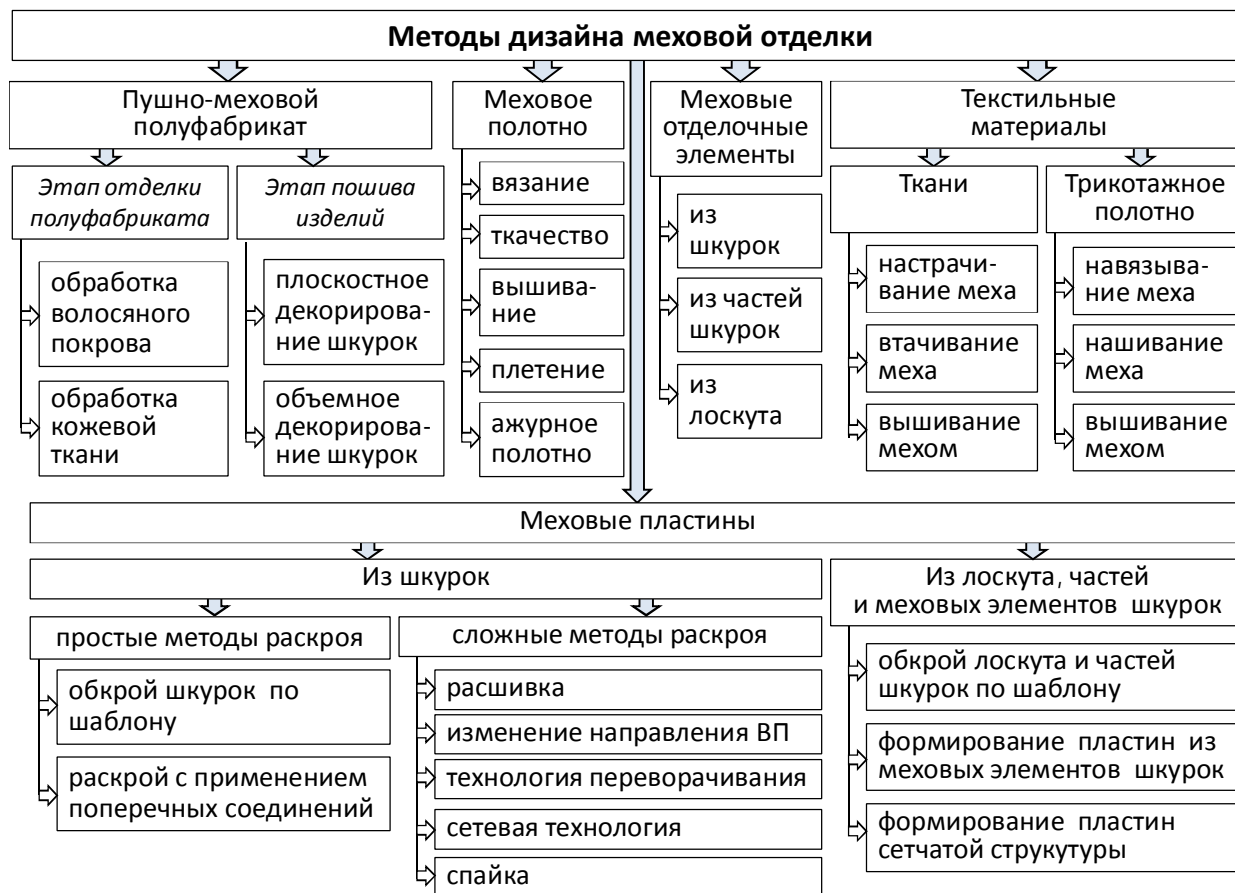 Методы дизайна меховой отделки
Пушно-меховой
полуфабрикат
Этап отделки
полуфабриката
обработка
волосяного
покрова
обработка
кожевой
ткани
Этап пошива
изделий
плоскостное
декорирова-
ние шкурок
объемное
декорирова-
ние шкурок
Меховое
полотно
вязание
ткачество
вышива-
ние
плетение
ажурное
полотно
Меховые
отделочные
элементы
из
шкурок
из частей
шкурок
из
лоскута
Текстильные
материалы
Ткани
настрачи-
вание меха
втачивание
меха
вышивание
мехом
Трикотажное
полотно
навязыва-
ние меха
нашивание
меха
вышивание
мехом
Меховые пластины
Из шкурок
простые методы раскроя
обкрой шкурок по
шаблону
раскрой с применением
поперечных соединений
сложные методы раскроя
расшивка
изменение направления ВП
технология переворачивания
сетевая технология
спайка
Из лоскута, частей
и меховых элементов шкурок
обкрой лоскута и частей
шкурок по шаблону
формирование пластин из
меховых элементов шкурок
формирование пластин
сетчатой струкутуры